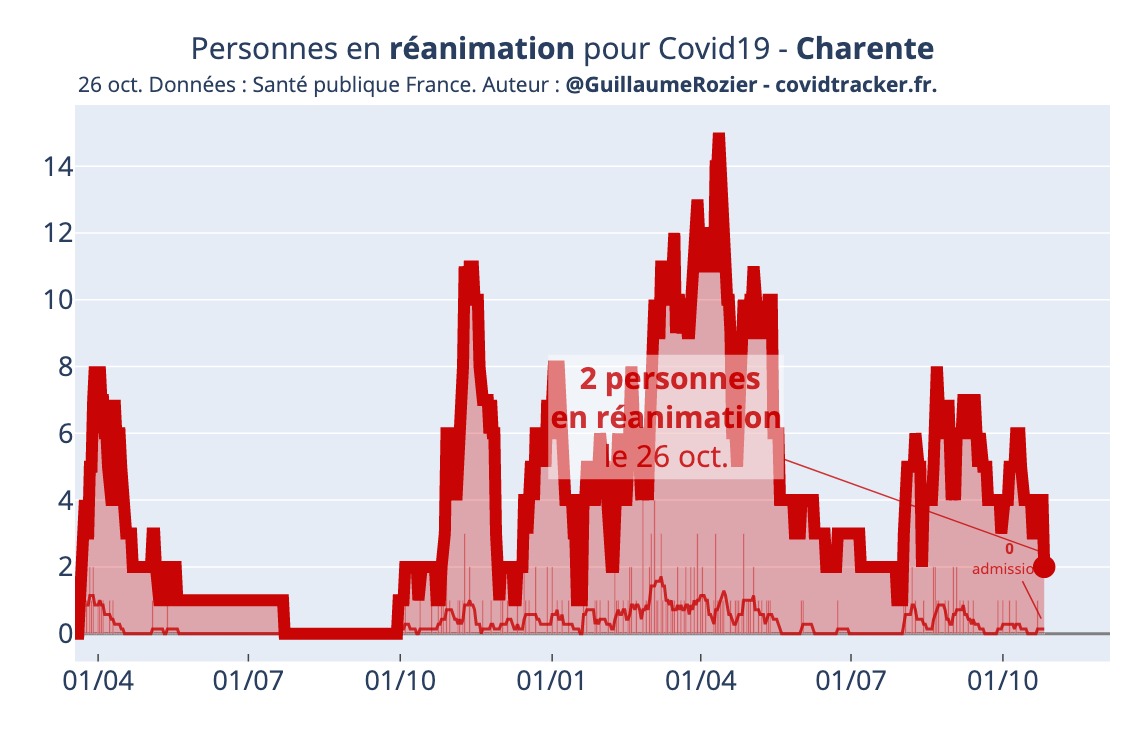 Personnes en réanimation pour Covid19 - Charente
26 oct. Données : Santé publique France. Auteur : @GuillaumeRozier - covidtracker.fr.
14
12
10
8
6
4
2
0
2 personnes
en réanimation
le 26 oct.
0
admissio
01/04
01/07
01/10
01/01
01/04
01/07
01/10